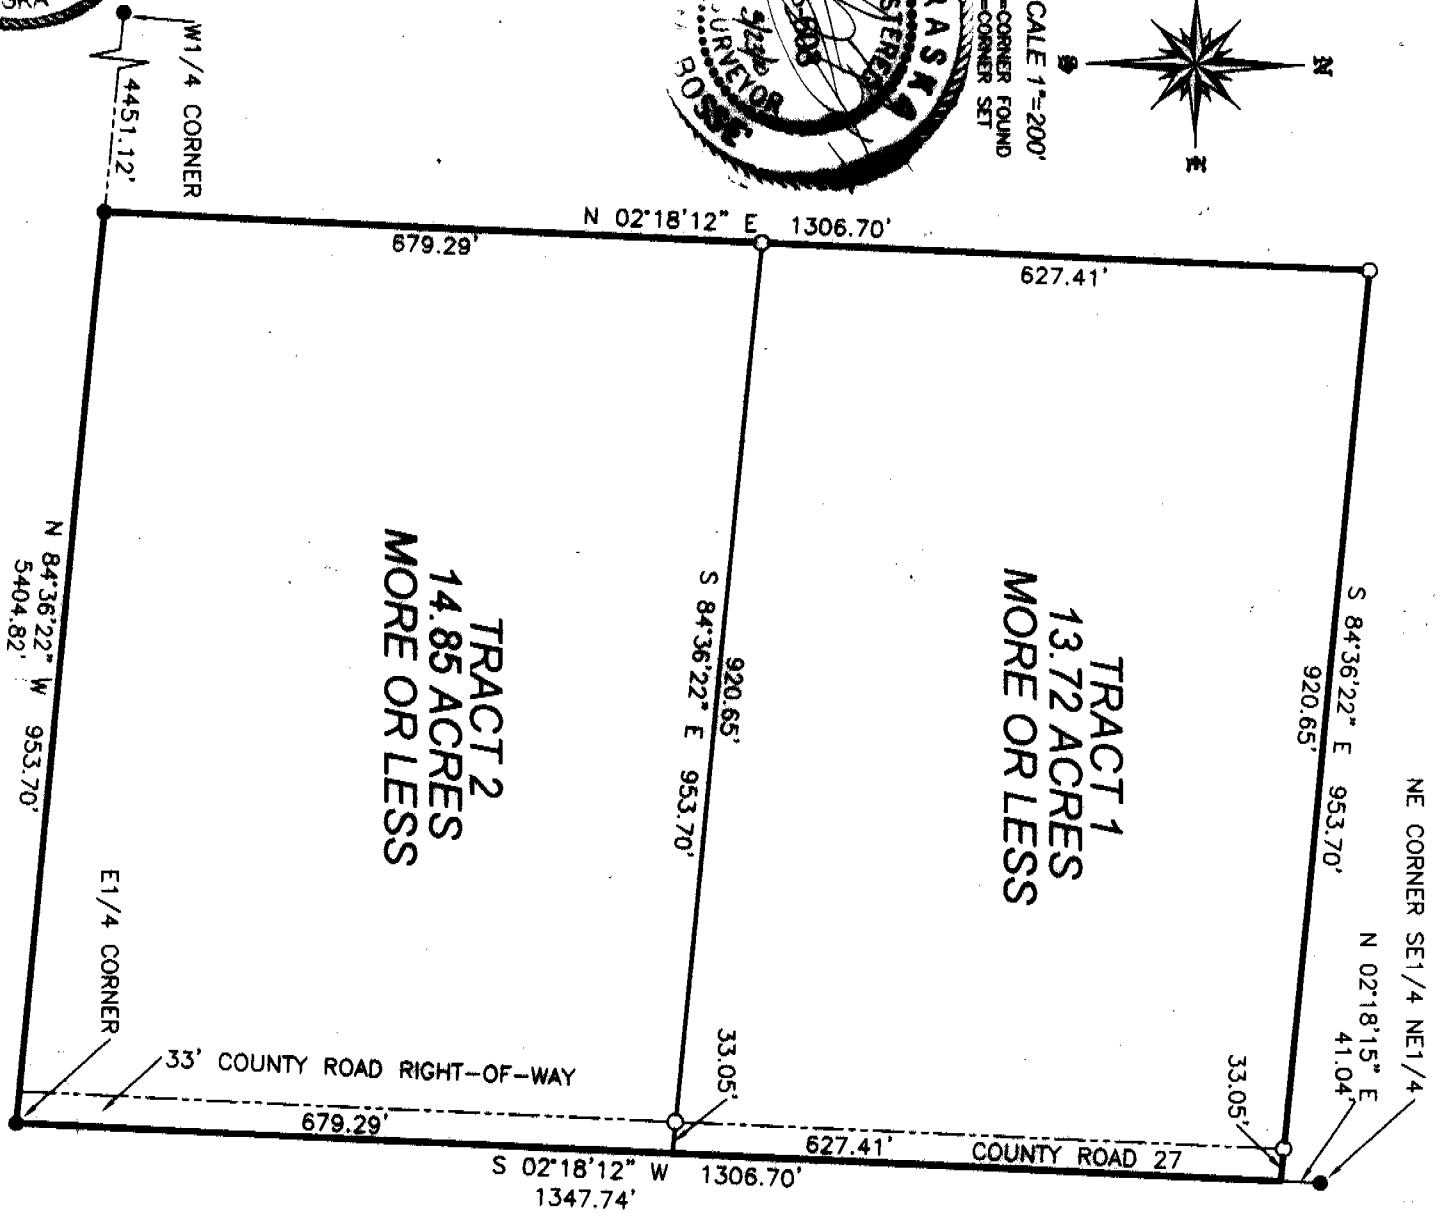 W1/4 CORNER
4451.12'
SCALE 1"=200'
=CORNER FOUND
=CORNER SET
N
E
SURVEYOR
BOSSE
N 02°18'12" E 1306.70'
679.29'
627.41'
S 84°36'22" E 953.70'
920.65'
NE CORNER SE1/4 NE1/4
N 02°18'15" E
41.04'
33.05'
TRACT 1
13.72 ACRES
MORE OR LESS
920.65'
S 84°36'22" E 953.70'
33.05'
TRACT 2
14.85 ACRES
MORE OR LESS
N 84°36'22" W 953.70'
5404.82'
E1/4 CORNER
33' COUNTY ROAD RIGHT-OF-WAY
679.29'
627.41'
COUNTY ROAD 27
S 02°18'12" W 1306.70'
1347.74'